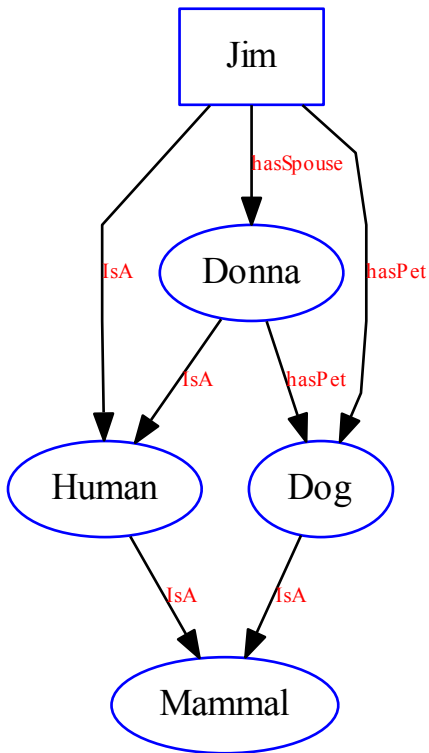 Jim
hasSpouse
Donna
IsA
hasPet
IsA
hasPet
Human
Dog
IsA
IsA
Mammal